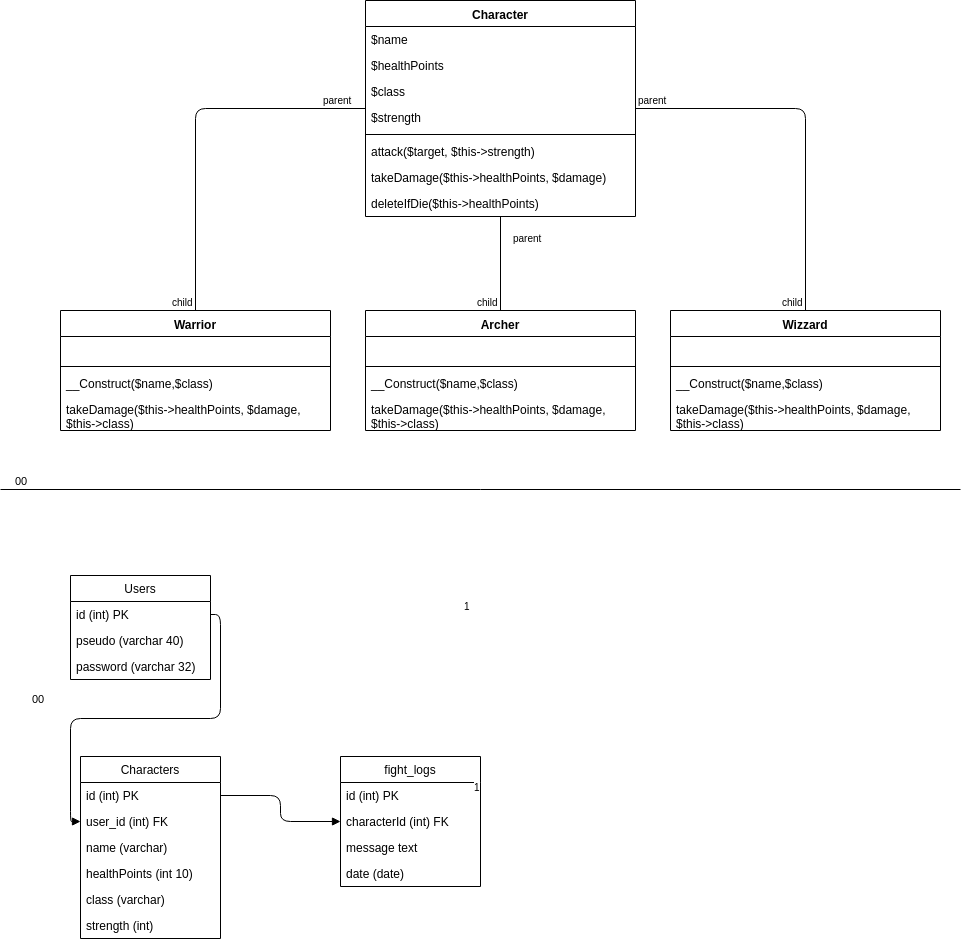 Character
$name
$healthPoints
$class
$strength
attack($target, $this->strength)
takeDamage($this->healthPoints, $damage)
deleteIfDie($this->healthPoints)
parent
parent
parent
child
child
child
Warrior
__Construct($name,$class)
takeDamage($this->healthPoints, $damage,
$this->class)
Archer
__Construct($name,$class)
takeDamage($this->healthPoints, $damage,
$this->class)
Wizzard
__Construct($name,$class)
takeDamage($this->healthPoints, $damage,
$this->class)
00
Users
id (int) PK
pseudo (varchar 40)
password (varchar 32)
1
00
Characters
id (int) PK
user_id (int) FK
name (varchar)
healthPoints (int 10)
class (varchar)
strength (int)
fight_logs
1
id (int) PK
characterId (int) FK
message text
date (date)